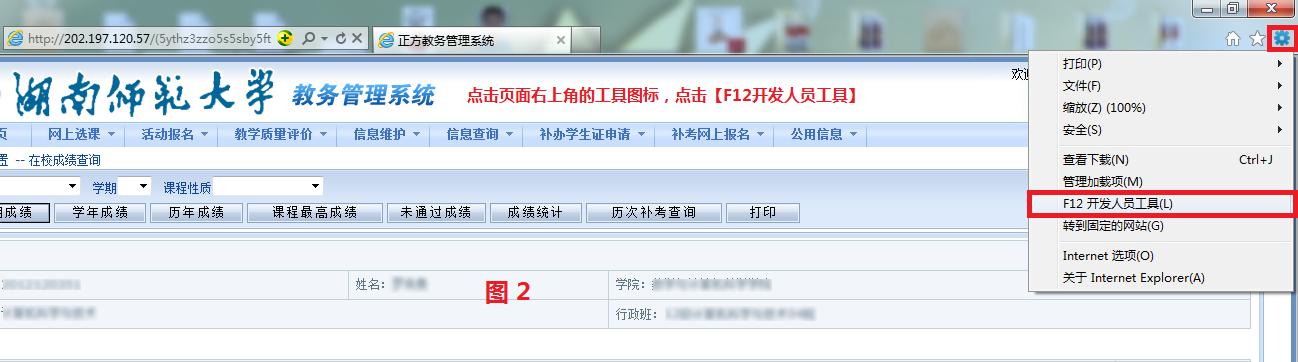 http://202.197.120.57/(5ythz3zzo5s5sby5ft
正方教务管理系统
湖南师范大学 教务管理系统
点击页面右上角的工具图标，点击【F12开发人员工具】
欢迎
页 网上选课 活动报名 教学质量评价 信息维护 信息查询 补办学生证申请 补考网上报名 公用信息
置 -- 在校成绩查询
学期 课程性质
成绩 学年成绩 历年成绩 课程最高成绩 未通过成绩 成绩统计 历次补考查询 打印
姓名： 学院：
行政班：
图 2
打印(P)
文件(F)
缩放(Z) (100%)
安全(S)
查看下载(N) Ctrl+J
管理加载项(M)
F12 开发人员工具(L)
转到固定的网站(G)
Internet 选项(O)
关于 Internet Explorer(A)